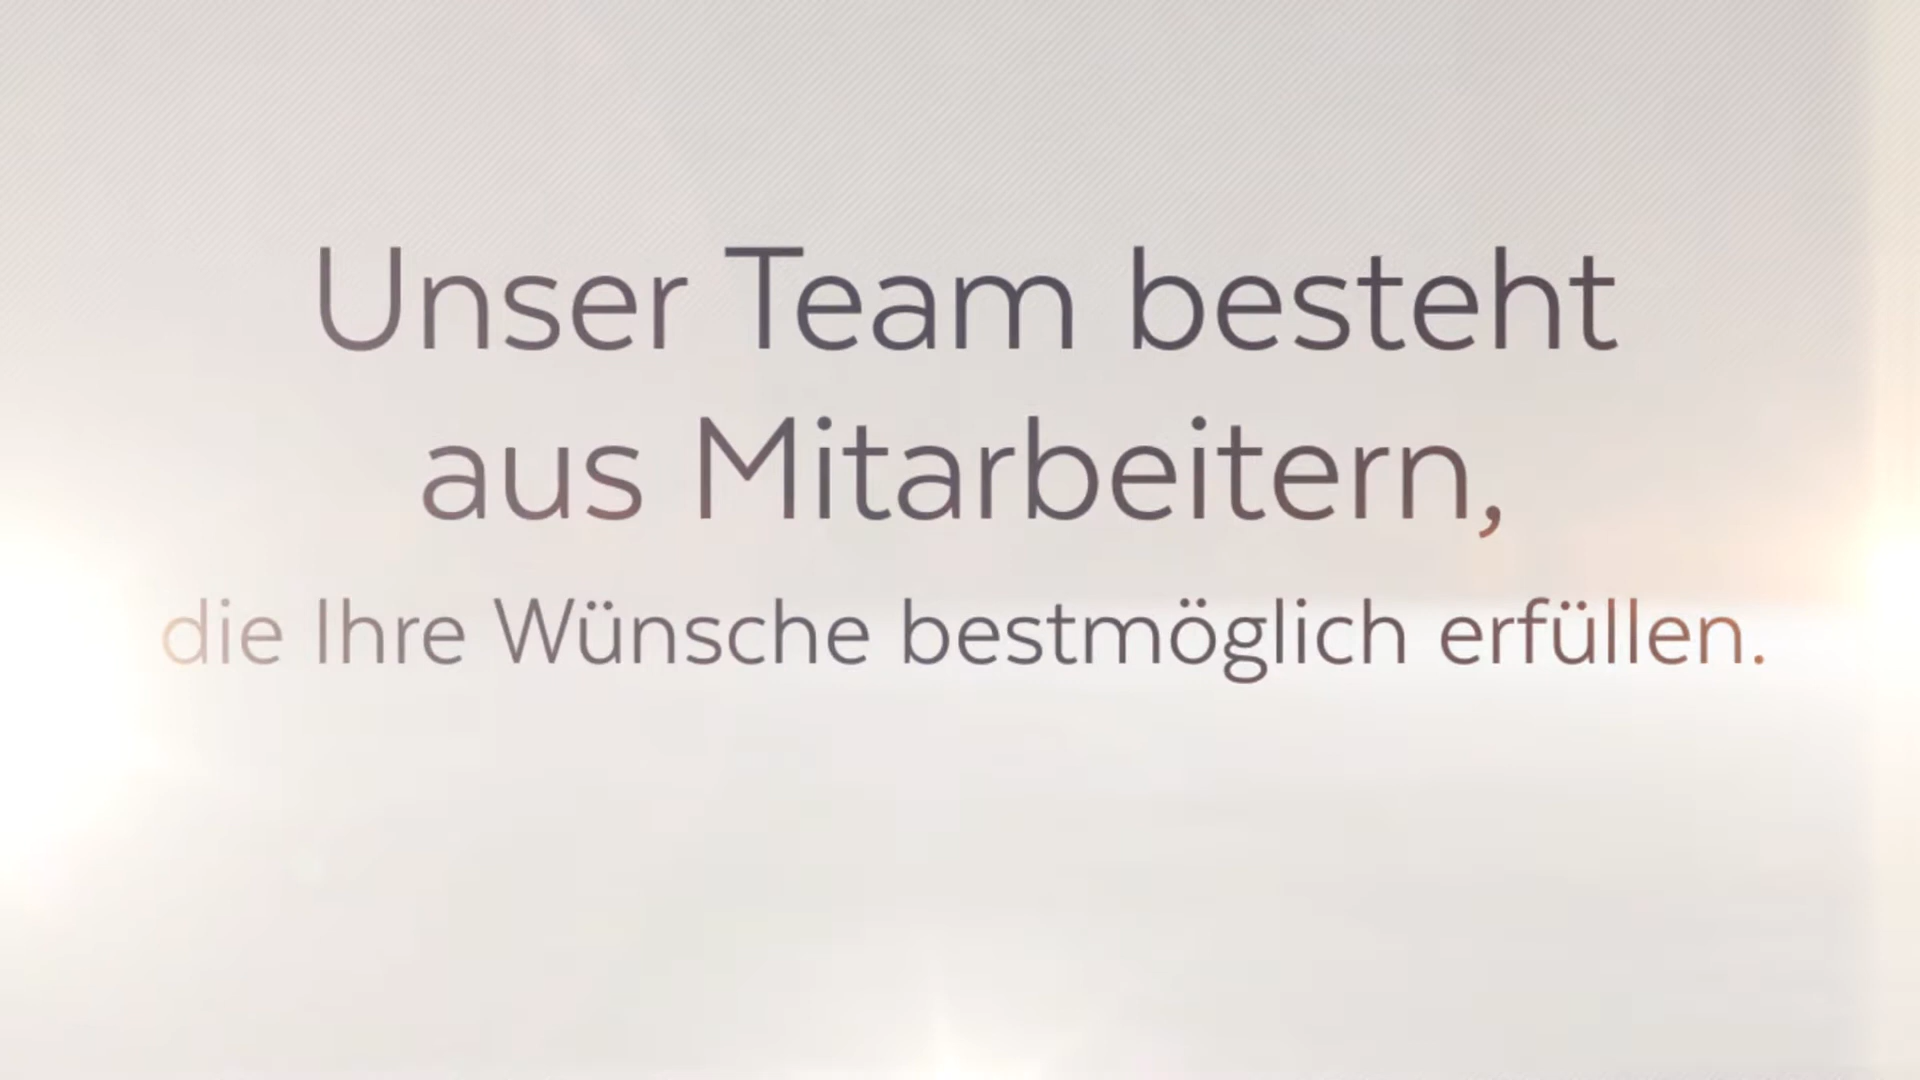 Unser Team besteht
aus Mitarbeitern,
die Ihre Wünsche bestmöglich erfüllen.